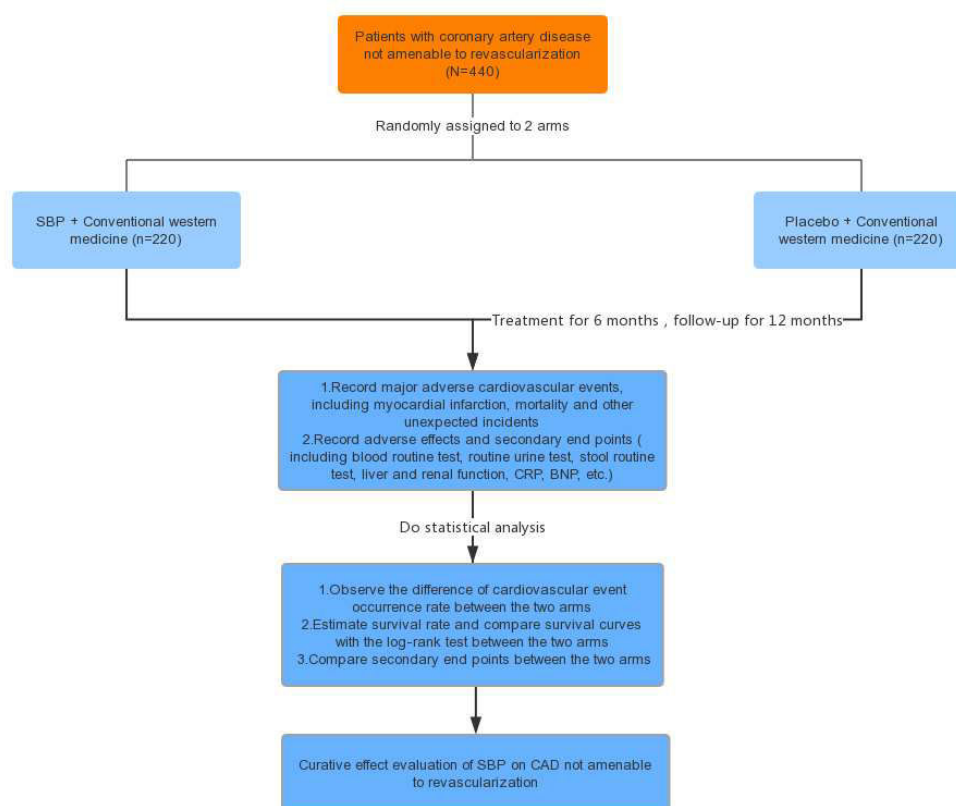 Patients with coronary artery disease
not amenable to revascularization
(N=440)
Randomly assigned to 2 arms
SBP + Conventional western
medicine (n=220)
Placebo + Conventional
western medicine (n=220)
Treatment for 6 months , follow-up for 12 months
1.Record major adverse cardiovascular events,
including myocardial infarction, mortality and other
unexpected incidents
2.Record adverse effects and secondary end points (
including blood routine test, routine urine test, stool routine
test, liver and renal function, CRP, BNP, etc.)
Do statistical analysis
1.Observe the difference of cardiovascular event
occurrence rate between the two arms
2.Estimate survival rate and compare survival curves
with the log-rank test between the two arms
3.Compare secondary end points between the two arms
Curative effect evaluation of SBP on CAD not amenable
to revascularization